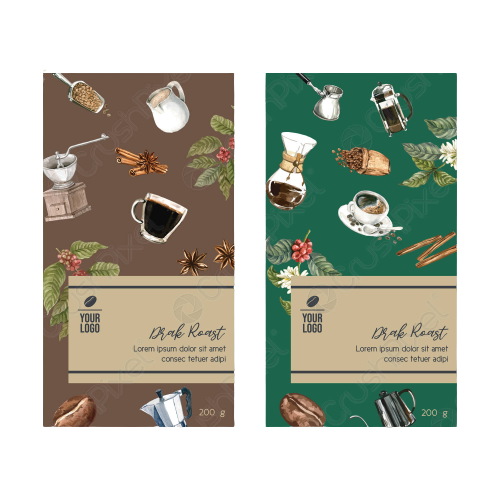 YOUR
LOGO
Drak Roast
Lorem ipsum dolor sit amet
consec tetuer adipi
200 g
YOUR
LOGO
Drak Roast
Lorem ipsum dolor sit amet
consec tetuer adipi
200 g